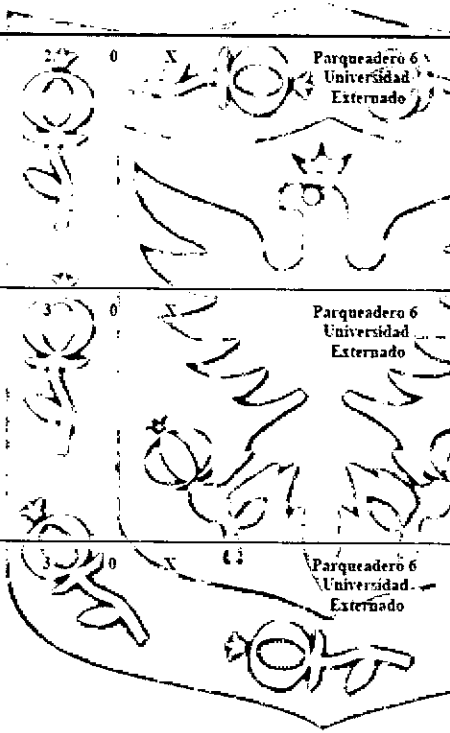 2 0 X Parqueadero 6
Universidad
Externado
3 0 X Parqueadero 6
Universidad
Externado
3 0 X Parqueadero 6
Universidad
Externado